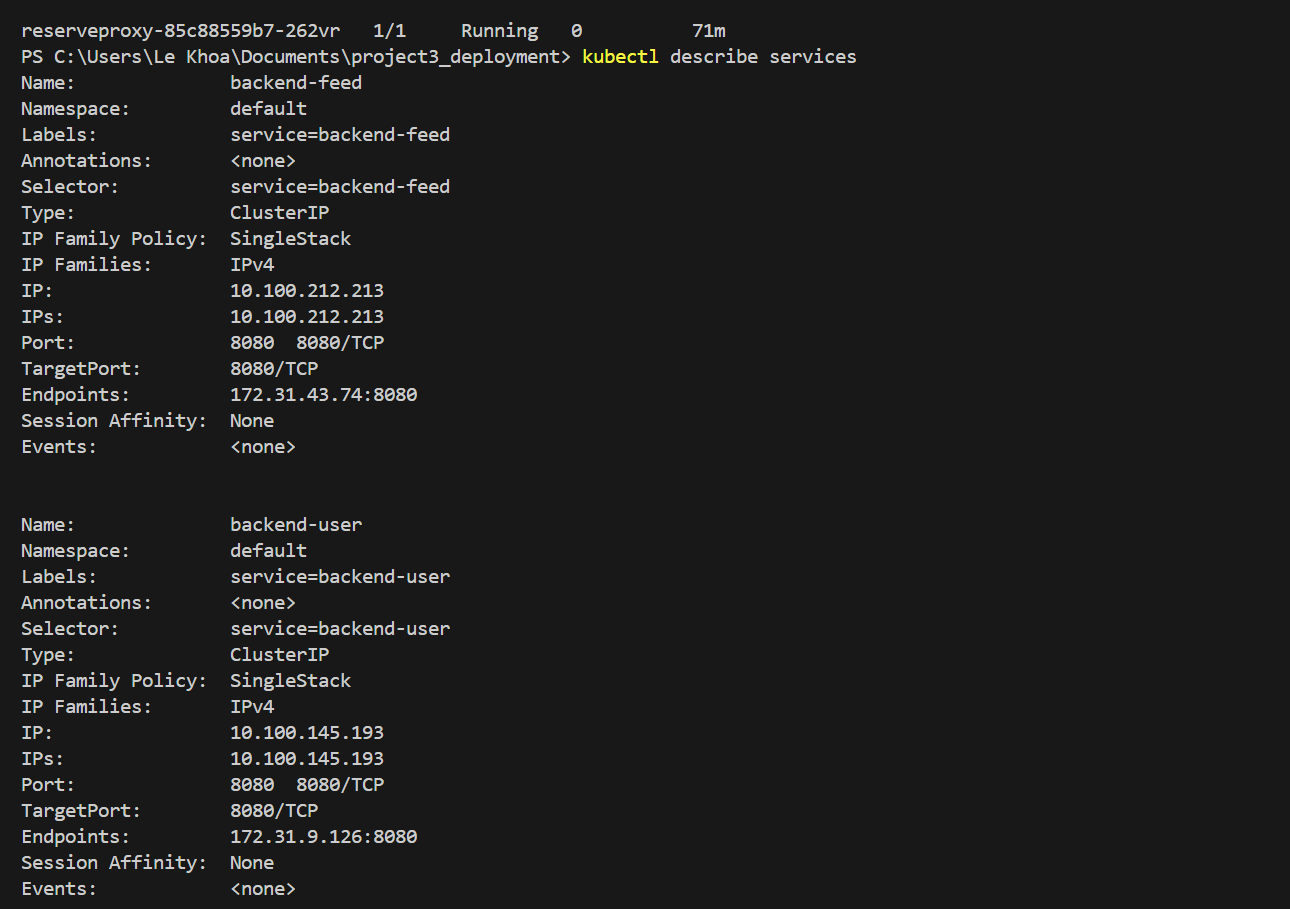 reserveproxy-85c88559b7-262vr   1/1     Running   0          71m
PS C:\Users\Le Khoa\Documents\project3_deployment> kubectl describe services
Name:              backend-feed
Namespace:         default
Labels:            service=backend-feed
Annotations:       <none>
Selector:          service=backend-feed
Type:              ClusterIP
IP Family Policy:  SingleStack
IP Families:       IPv4
IP:                10.100.212.213
IPs:               10.100.212.213
Port:              8080  8080/TCP
TargetPort:        8080/TCP
Endpoints:         172.31.43.74:8080
Session Affinity:  None
Events:            <none>
Name:              backend-user
Namespace:         default
Labels:            service=backend-user
Annotations:       <none>
Selector:          service=backend-user
Type:              ClusterIP
IP Family Policy:  SingleStack
IP Families:       IPv4
IP:                10.100.145.193
IPs:               10.100.145.193
Port:              8080  8080/TCP
TargetPort:        8080/TCP
Endpoints:         172.31.9.126:8080
Session Affinity:  None
Events:            <none>